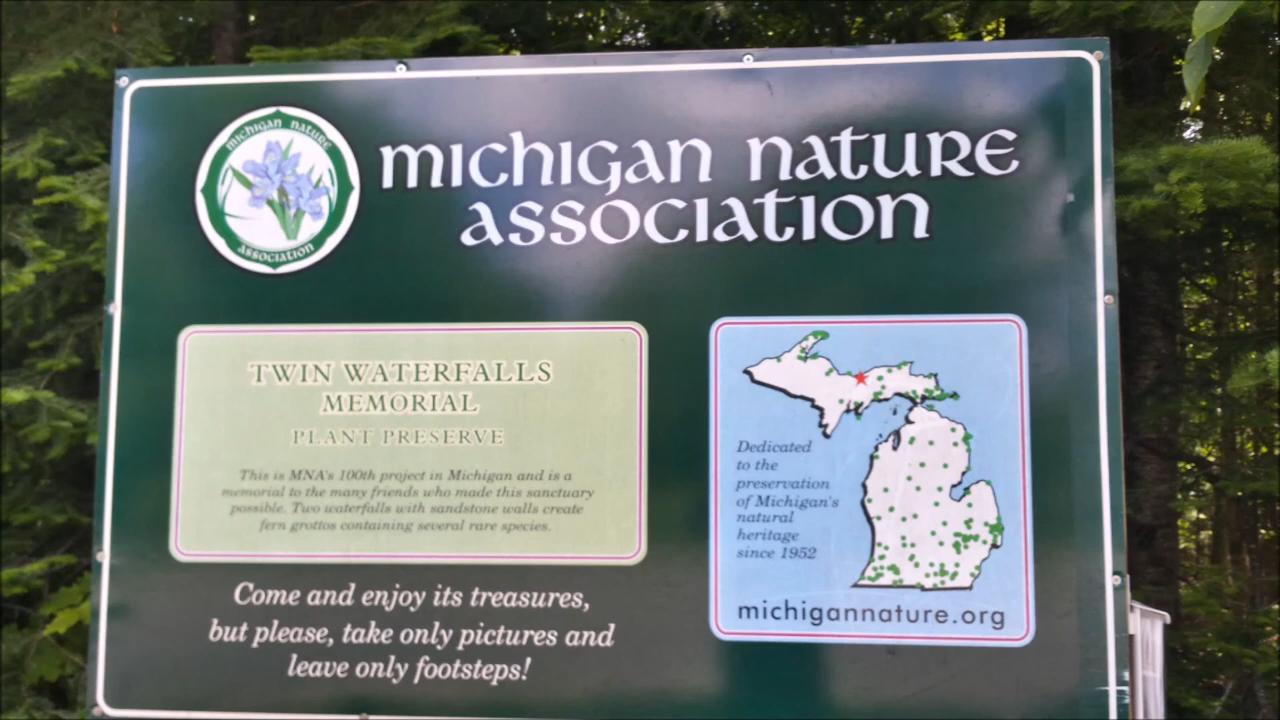 michigan nature
association
michigan nature
association
TWIN WATERFALLS
MEMORIAL
PLANT PRESERVE
This is MNA's 100th project in Michigan and is a
memorial to the many friends who made this sanctuary
possible. Two waterfalls with sandstone walls create
fern grottos containing several rare species.
Come and enjoy its treasures,
but please, take only pictures and
leave only footsteps!
Dedicated
to the
preservation
of Michigan's
natural
heritage
since 1952
michigannature.org